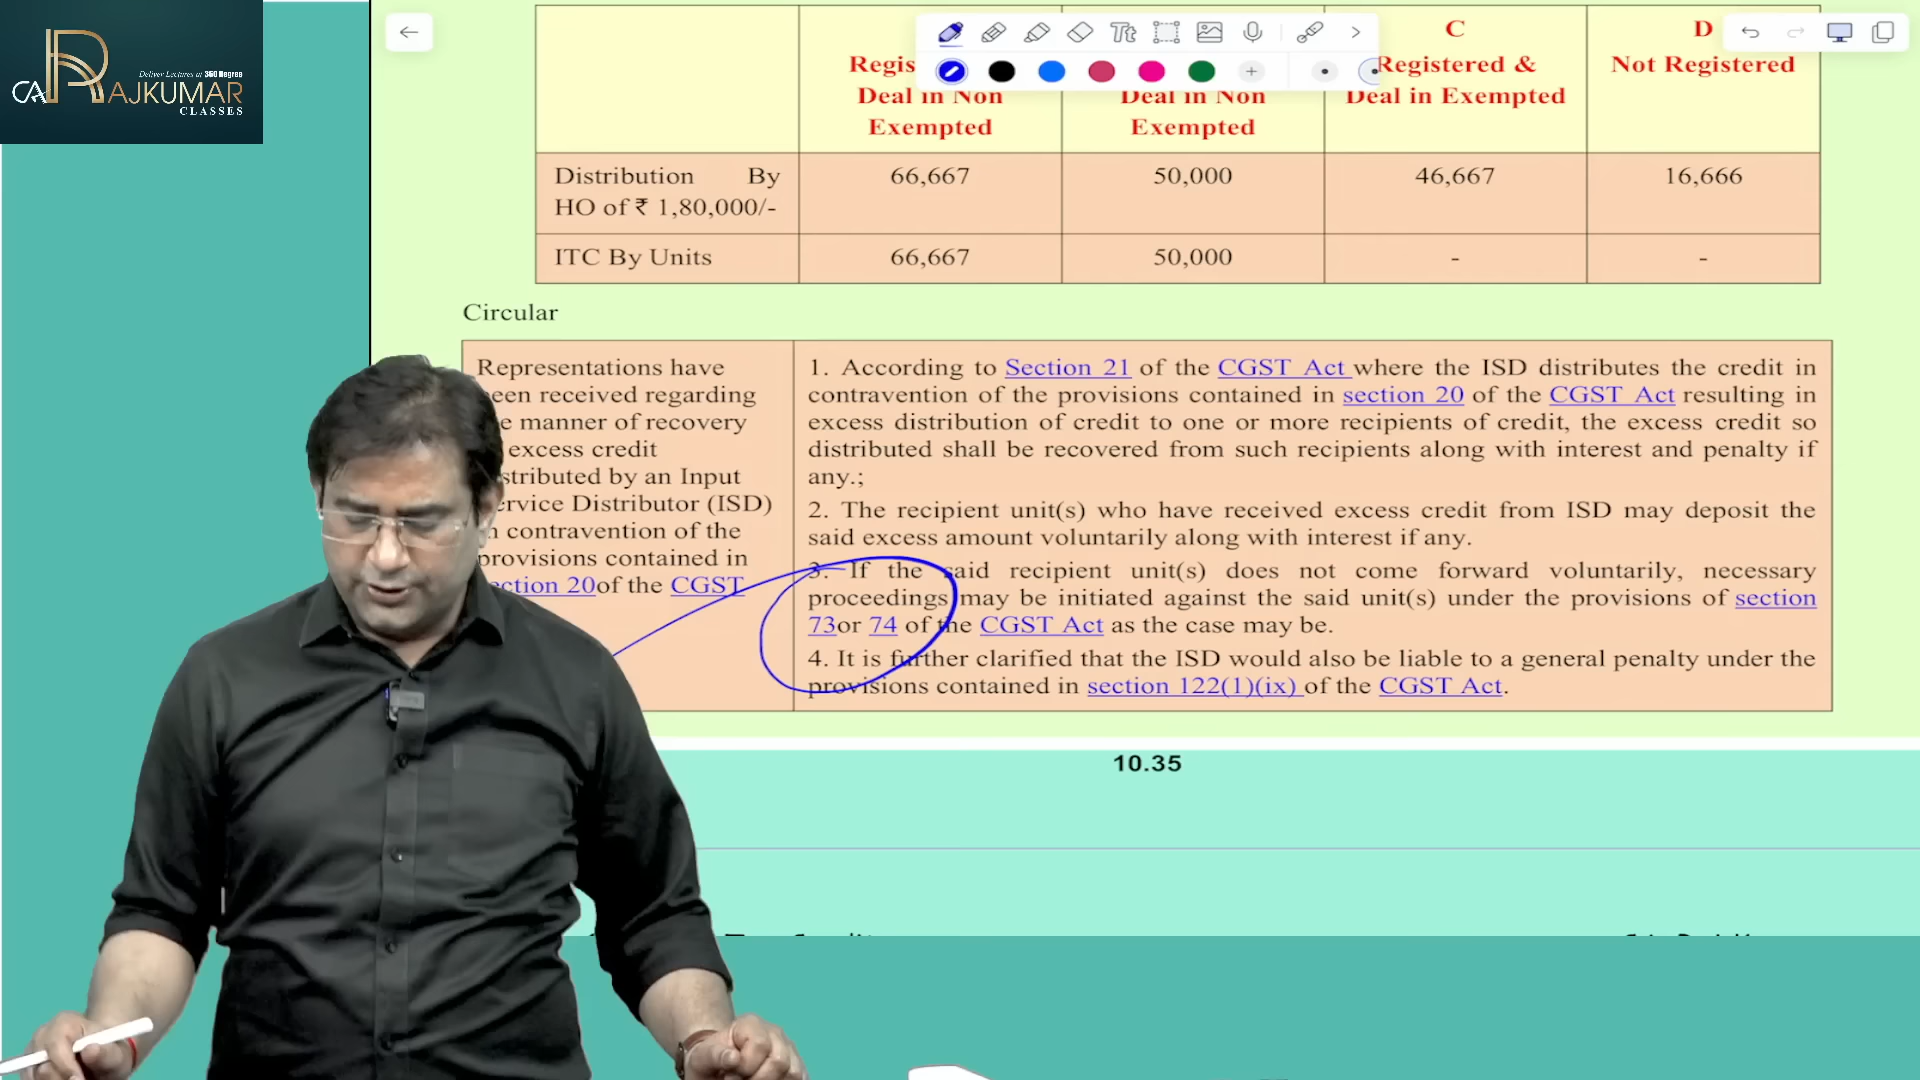 Deliver Lectures at 360 Degree
CA RAJKUMAR
CLASSES
C
D
Registered &
Not Registered
Deal in Non
Deal in Non
Deal in Exempted
Exempted
Exempted
Distribution By
HO of ₹ 1,80,000/-
66,667
50,000
46,667
16,666
ITC By Units
66,667
50,000
-
-
Circular
Representations have
been received regarding
manner of recovery
excess credit
distributed by an Input
Service Distributor (ISD)
in contravention of the
provisions contained in
section 20of the CGST
1. According to Section 21 of the CGST Act where the ISD distributes the credit in
contravention of the provisions contained in section 20 of the CGST Act resulting in
excess distribution of credit to one or more recipients of credit, the excess credit so
distributed shall be recovered from such recipients along with interest and penalty if
any.;
2. The recipient unit(s) who have received excess credit from ISD may deposit the
said excess amount voluntarily along with interest if any.
3. If the said recipient unit(s) does not come forward voluntarily, necessary
proceedings may be initiated against the said unit(s) under the provisions of section
73or 74 of the CGST Act as the case may be.
4. It is further clarified that the ISD would also be liable to a general penalty under the
provisions contained in section 122(1)(ix) of the CGST Act.
10.35